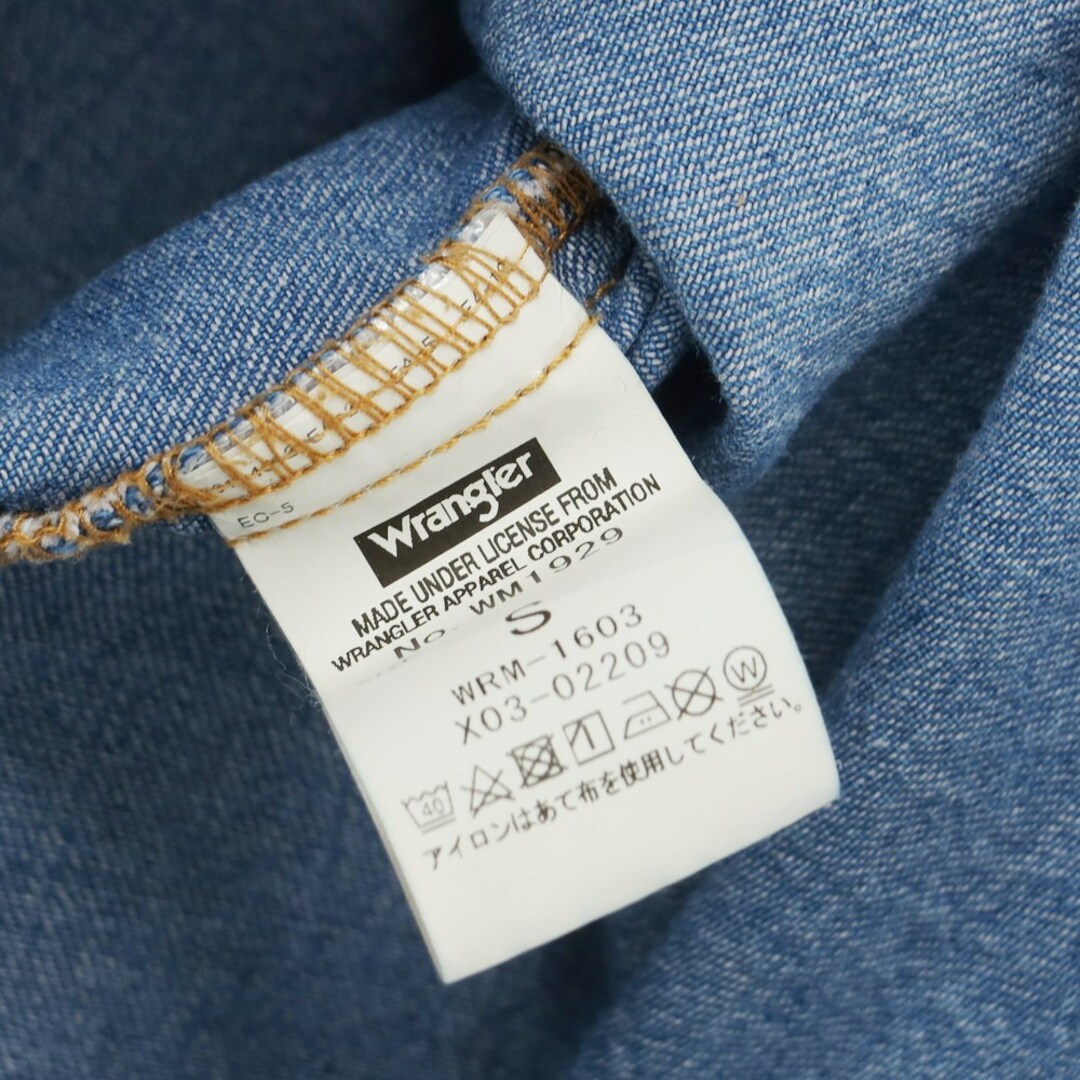 EC-5
Wrangler
MADE UNDER LICENSE FROM
WRANGLER APPAREL CORPORATION
No. WM1929
S
WRM-1603
X03-02209
40 1 W
アイロンはあて布を使用してください。